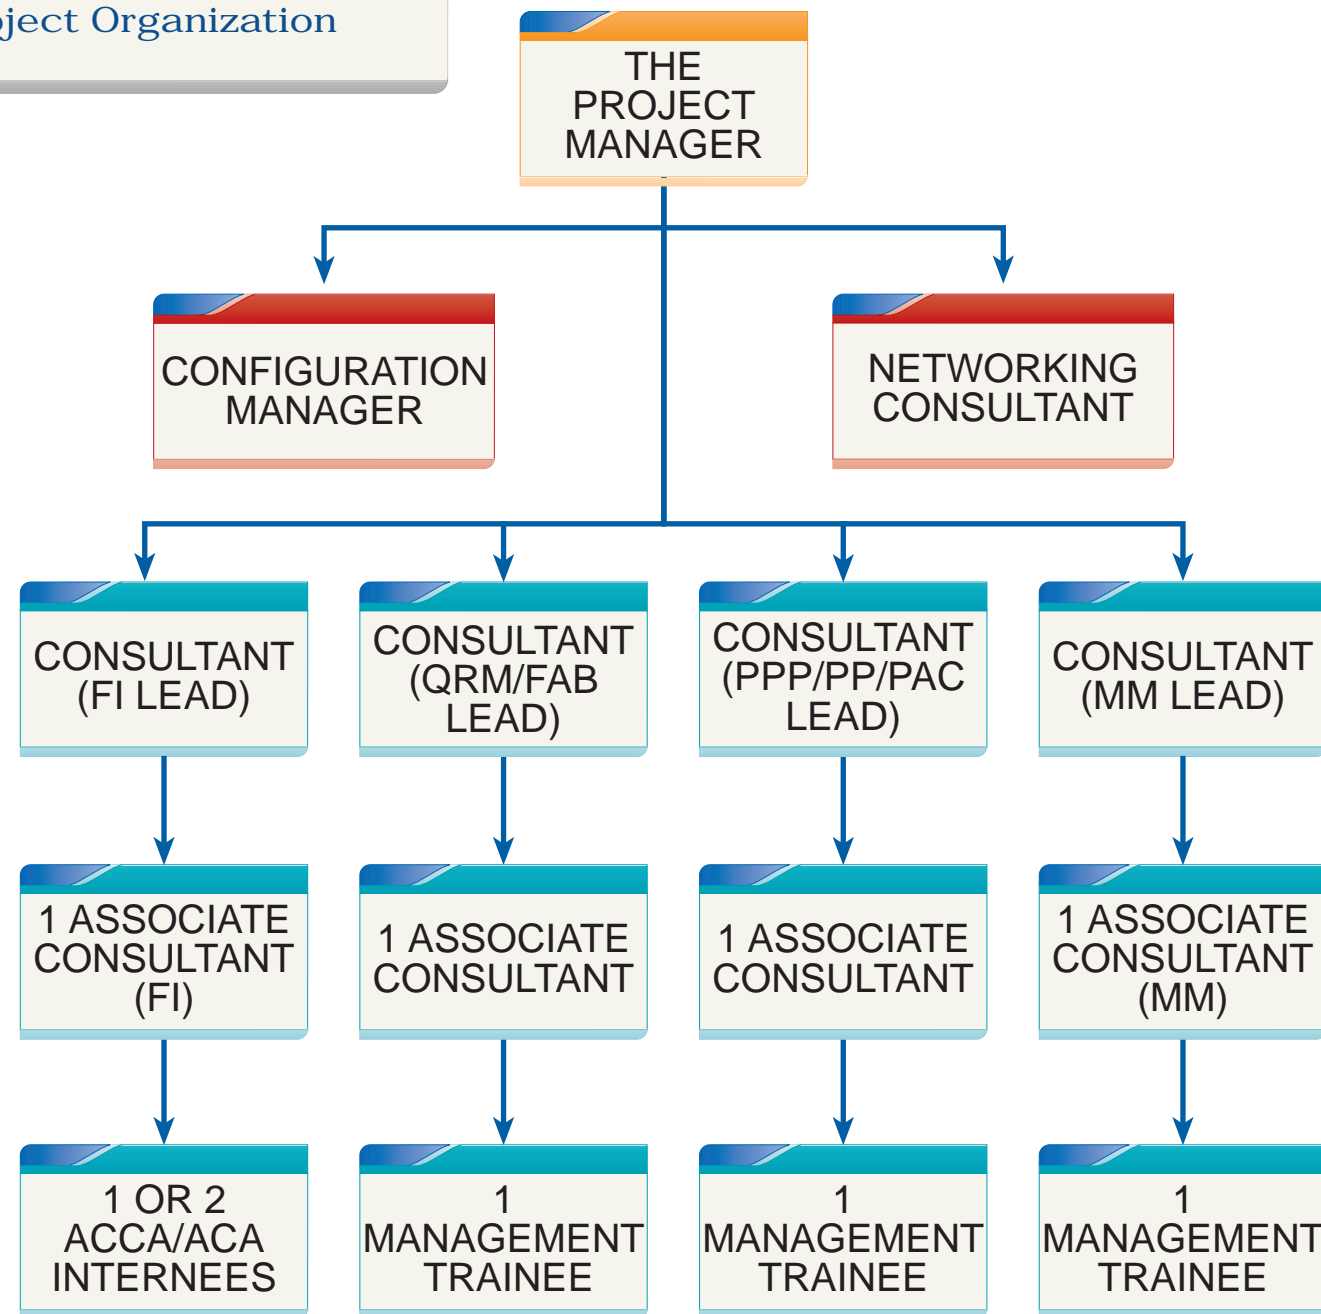 Organization
THE
PROJECT
MANAGER
CONFIGURATION
MANAGER
NETWORKING
CONSULTANT
CONSULTANT
(FI LEAD)
CONSULTANT
(QRM/FAB
LEAD)
CONSULTANT
(PPP/PP/PAC
LEAD)
CONSULTANT
(MM LEAD)
1 ASSOCIATE
CONSULTANT
(FI)
1 ASSOCIATE
CONSULTANT
1 ASSOCIATE
CONSULTANT
1 ASSOCIATE
CONSULTANT
(MM)
1 OR 2
ACCA/ACA
INTERNEES
1
MANAGEMENT
TRAINEE
1
MANAGEMENT
TRAINEE
1
MANAGEMENT
TRAINEE